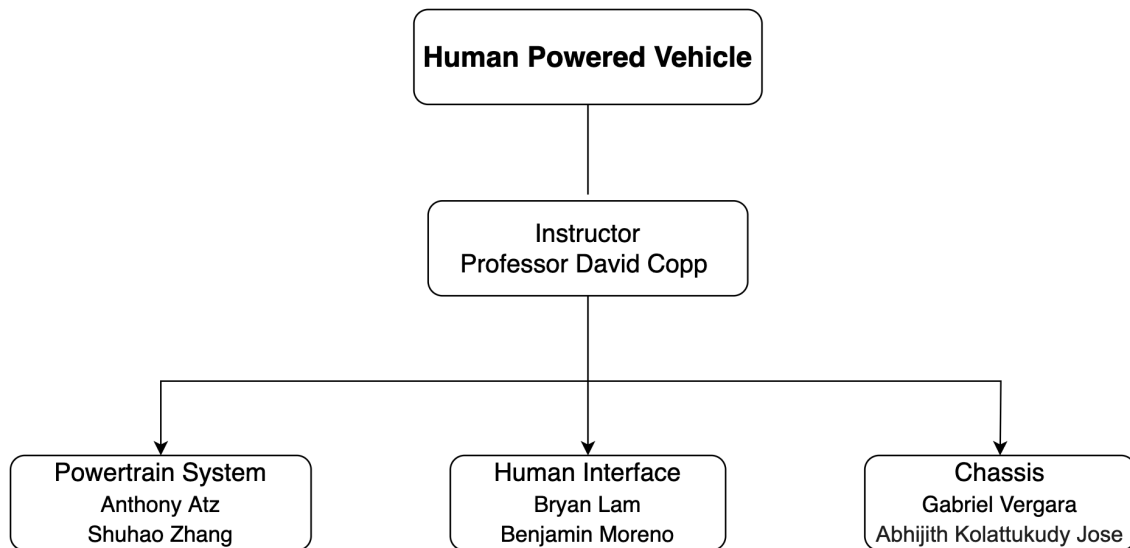 Human Powered Vehicle
Instructor
Professor David Copp
Powertrain System
Anthony Atz
Shuhao Zhang
Human Interface
Bryan Lam
Benjamin Moreno
Chassis
Gabriel Vergara
Abhijith Kolattukudy Jose